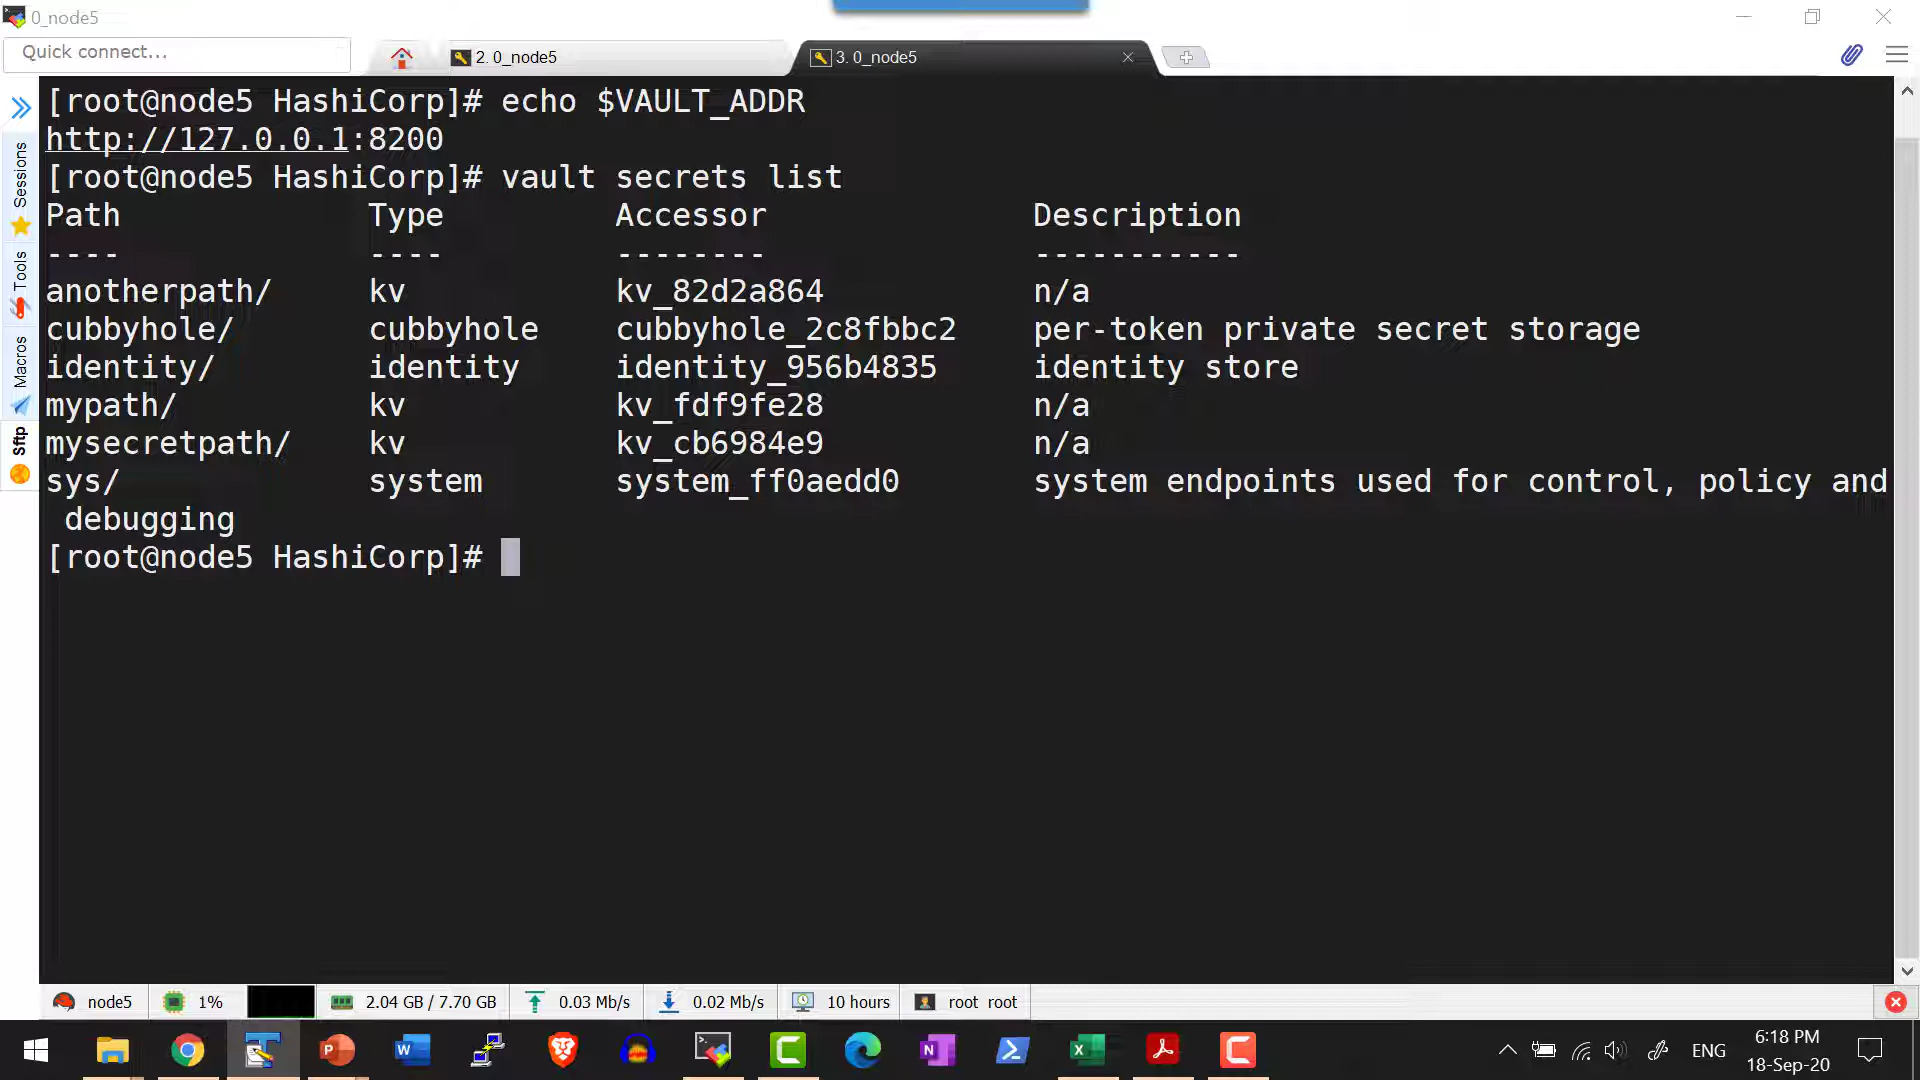 0_node5
Quick connect...
2. 0_node5
3. 0_node5
Sessions
Tools
Macros
Sftp
[root@node5 HashiCorp]# echo $VAULT_ADDR
http://127.0.0.1:8200
[root@node5 HashiCorp]# vault secrets list
Path Type Accessor Description
---- ---- -------- -----------
anotherpath/ kv kv_82d2a864 n/a
cubbyhole/ cubbyhole cubbyhole_2c8fbbc2 per-token private secret storage
identity/ identity identity_956b4835 identity store
mypath/ kv kv_fdf9fe28 n/a
mysecretpath/ kv kv_cb6984e9 n/a
sys/ system system_ff0aedd0 system endpoints used for control, policy and
debugging
[root@node5 HashiCorp]#
node5 1% 2.04 GB / 7.70 GB 0.03 Mb/s 0.02 Mb/s 10 hours root root
ENG
6:18 PM
18-Sep-20